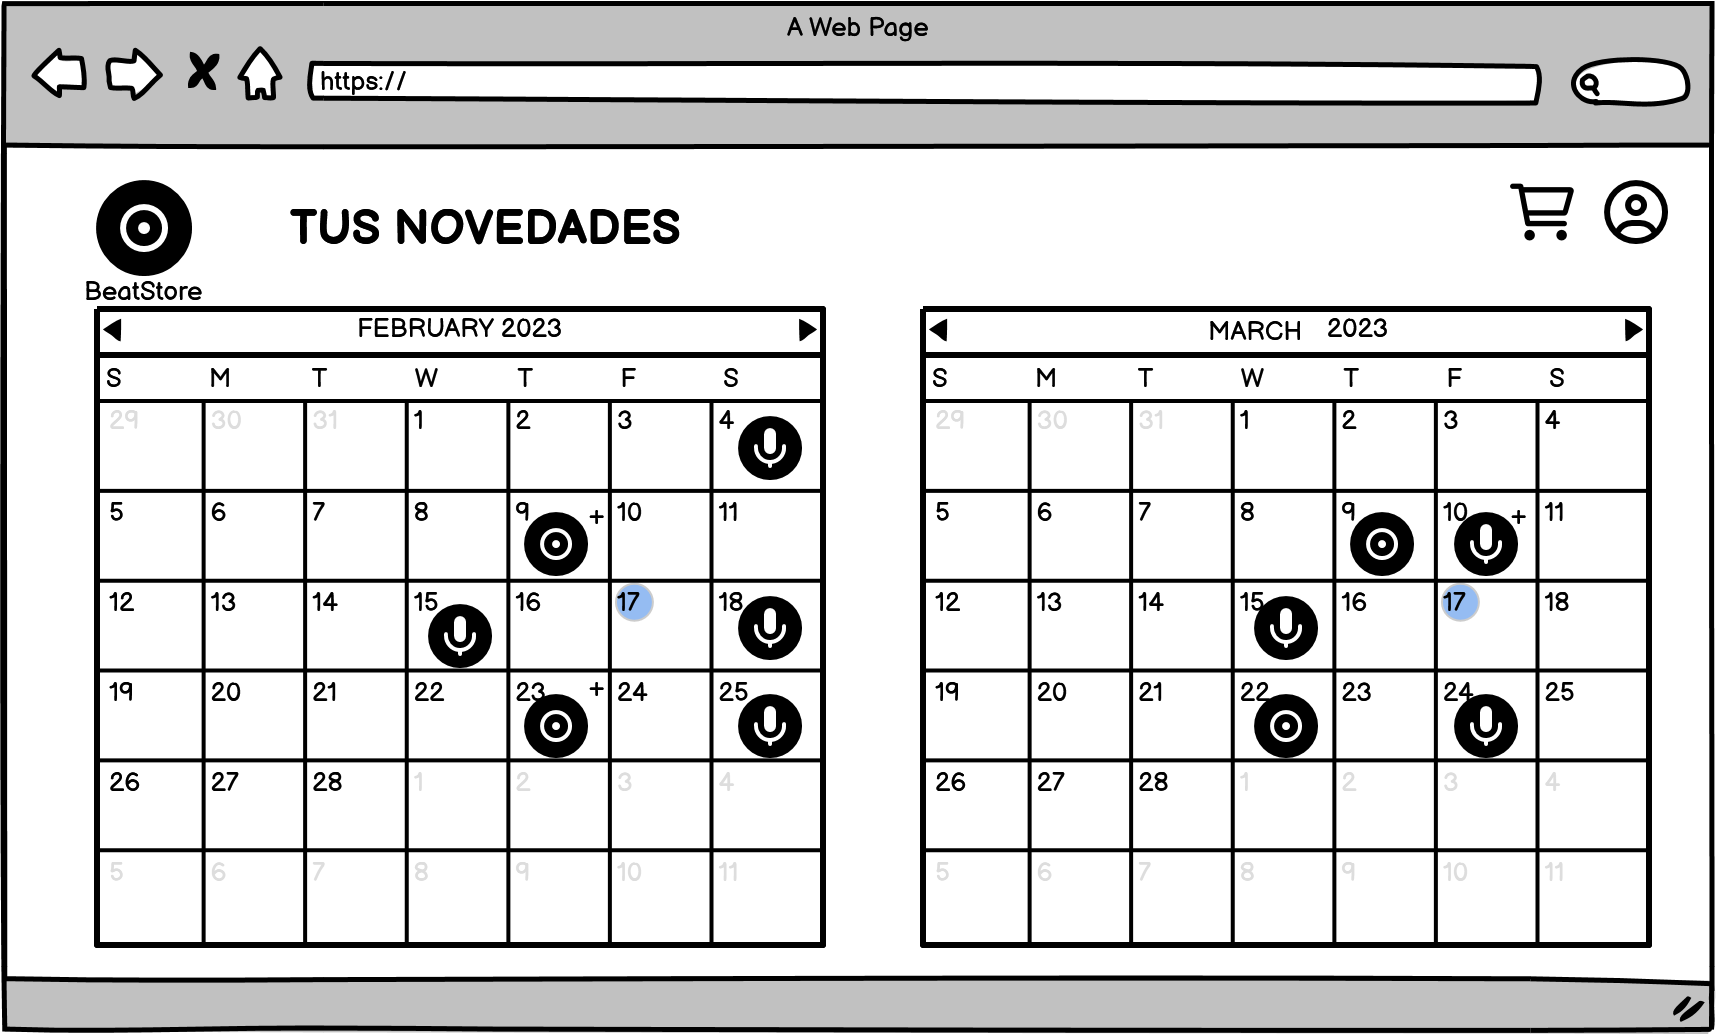 A Web Page
https://
TUS NOVEDADES
BeatStore
FEBRUARY 2023
S M T W T F S
29 30 31 1 2 3 4
5 6 7 8 9 + 10 11
12 13 14 15 16 17 18
19 20 21 22 23 + 24 25
26 27 28 1 2 3 4
5 6 7 8 9 10 11
MARCH 2023
S M T W T F S
29 30 31 1 2 3 4
5 6 7 8 9 10 + 11
12 13 14 15 16 17 18
19 20 21 22 23 24 25
26 27 28 1 2 3 4
5 6 7 8 9 10 11